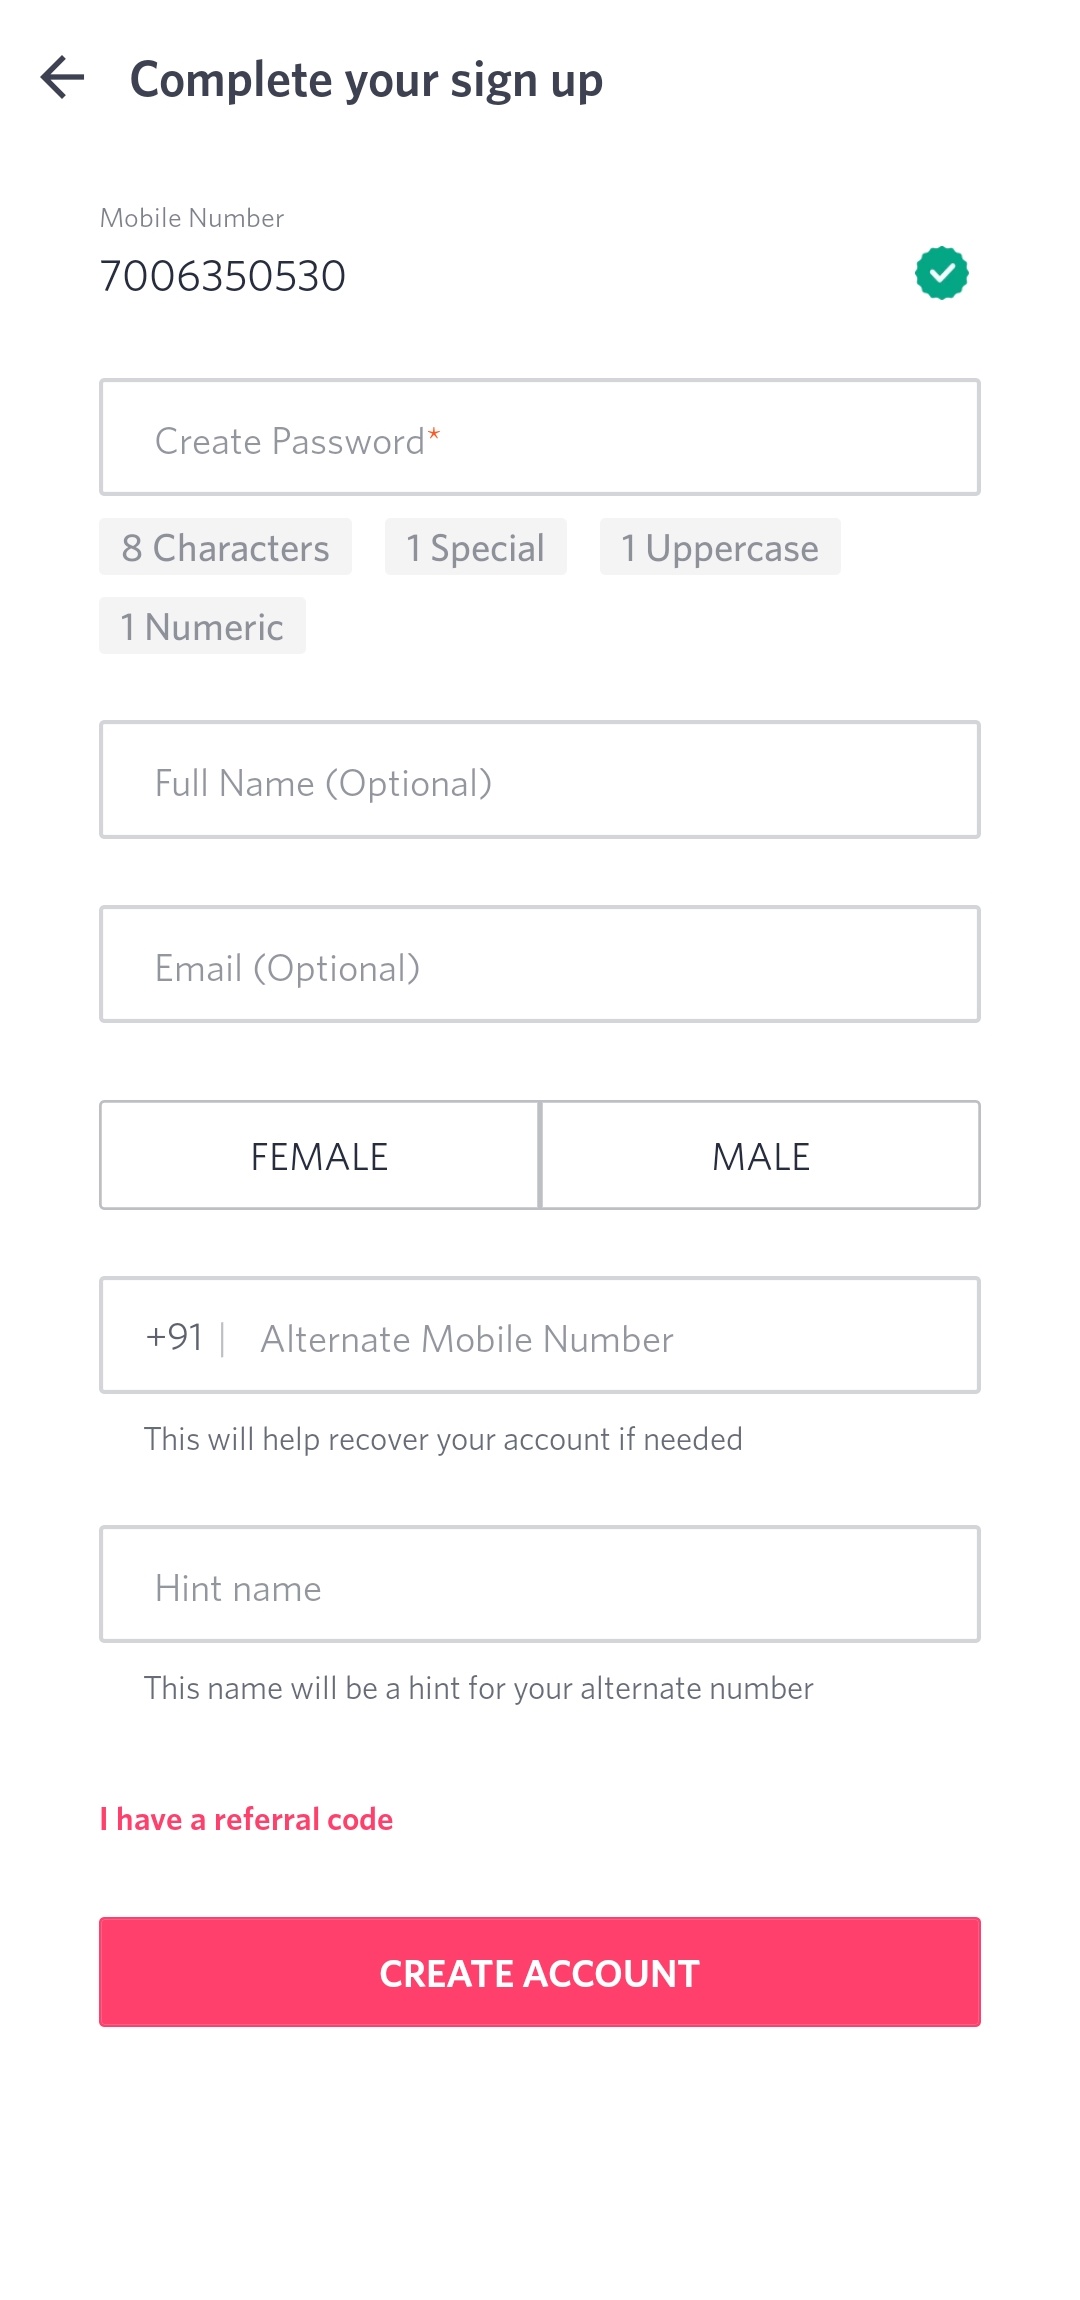 Complete your sign up
Mobile Number
7006350530
Create Password*
8 Characters 1 Special 1 Uppercase
1 Numeric
Full Name (Optional)
Email (Optional)
FEMALE MALE
+91 | Alternate Mobile Number
This will help recover your account if needed
Hint name
This name will be a hint for your alternate number
I have a referral code
CREATE ACCOUNT